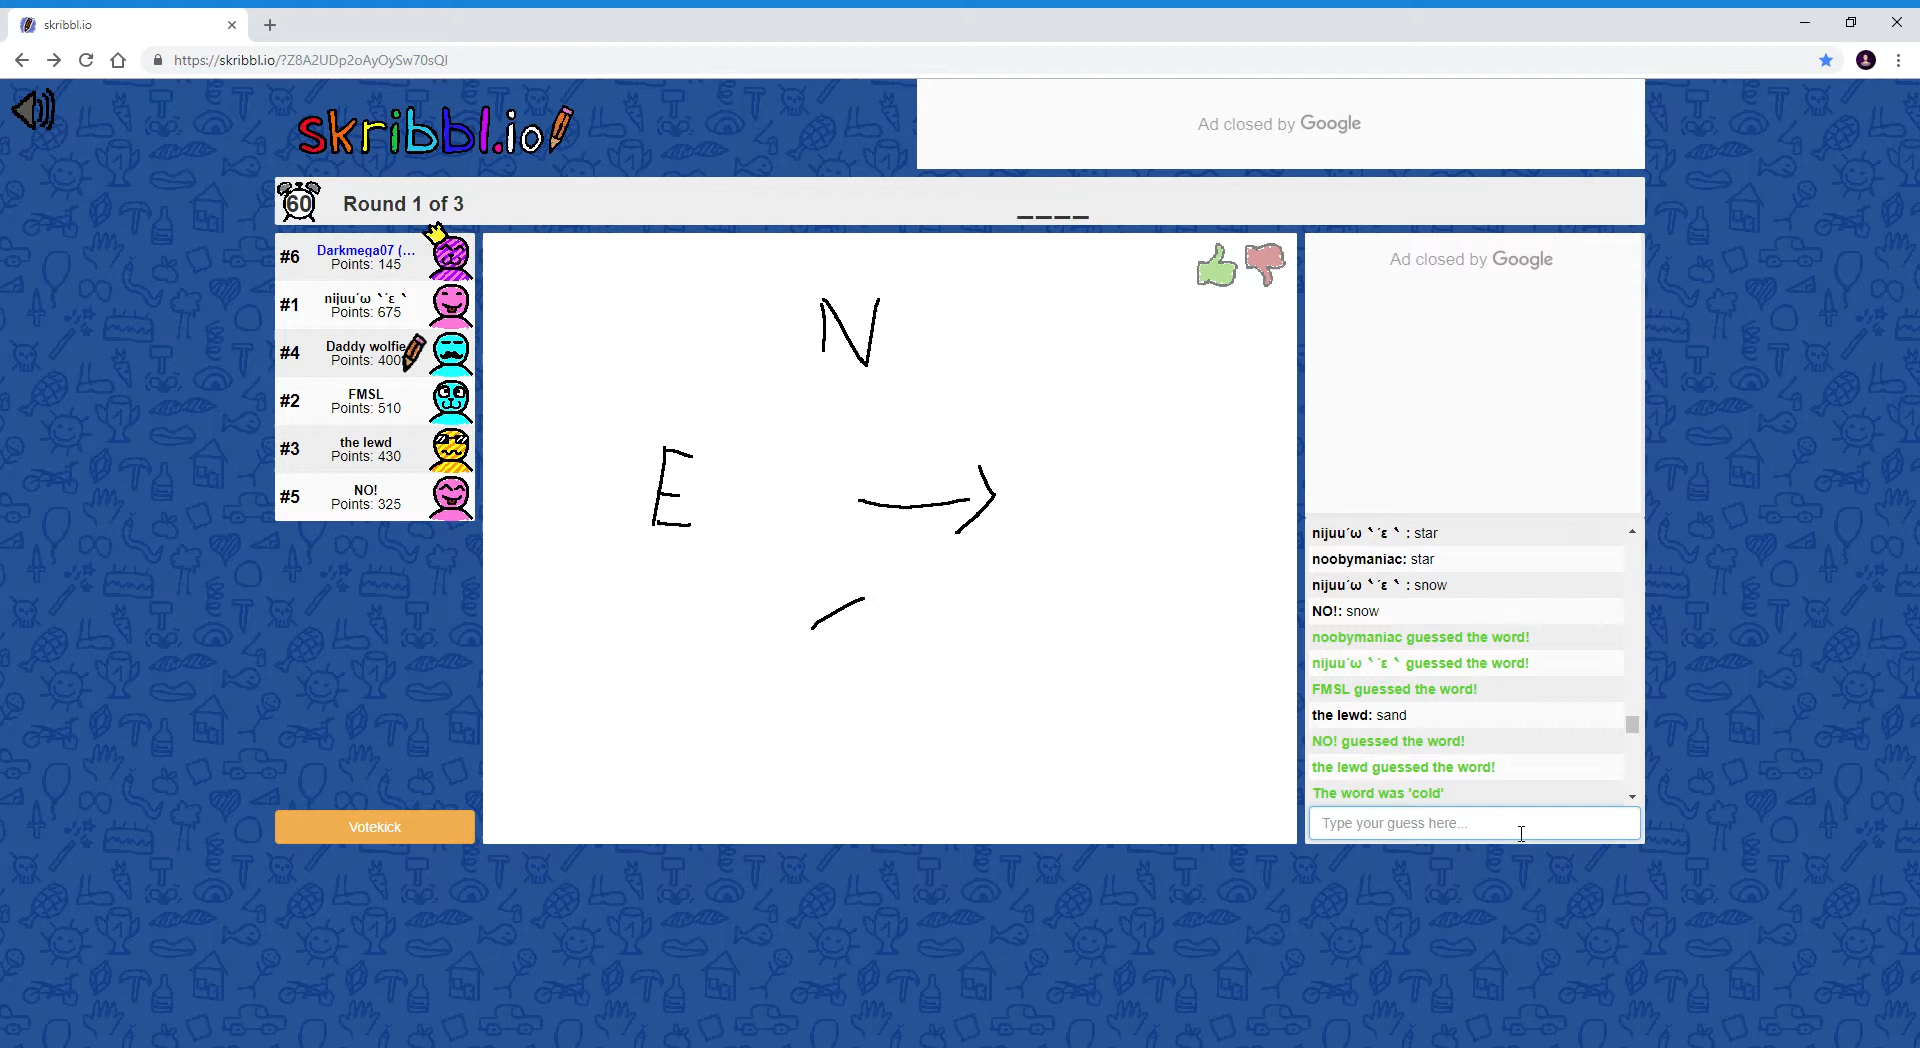 skribbl.io
https://skribbl.io/?Z8A2UDp2oAyOySw70sQl
skribbl.io
Ad closed by Google
60
Round 1 of 3
____
#6
Darkmega07 (...
Points: 145
#1
nijuu´ω｀´ε｀
Points: 675
#4
Daddy wolfie
Points: 400
#2
FMSL
Points: 510
#3
the lewd
Points: 430
#5
NO!
Points: 325
Votekick
N
E
Ad closed by Google
nijuu´ω｀´ε｀: star
noobymaniac: star
nijuu´ω｀´ε｀: snow
NO!: snow
noobymaniac guessed the word!
nijuu´ω｀´ε｀ guessed the word!
FMSL guessed the word!
the lewd: sand
NO! guessed the word!
the lewd guessed the word!
The word was 'cold'
Type your guess here...